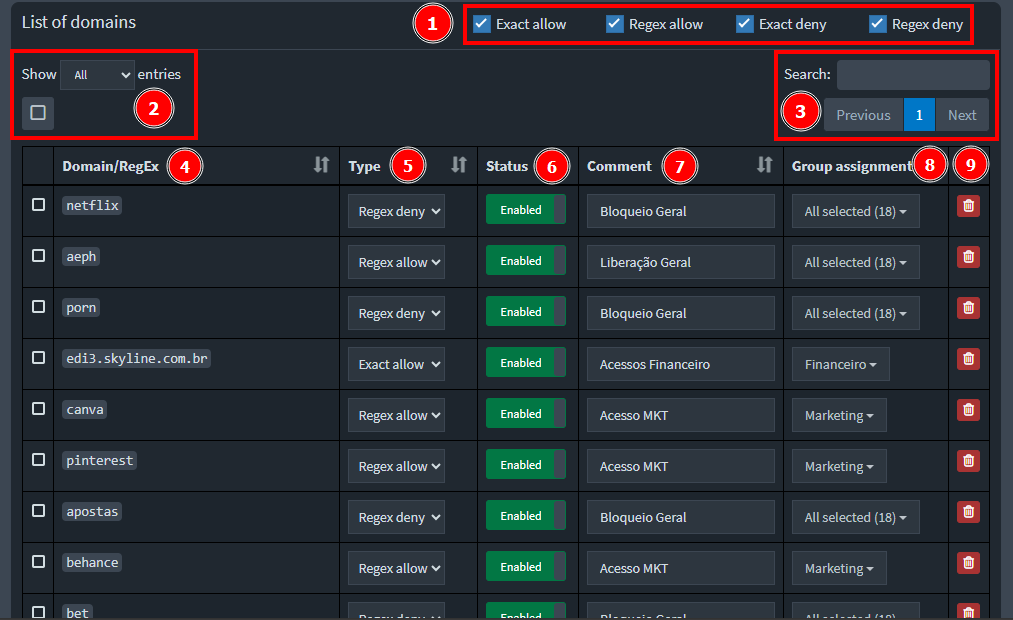 List of domains 1 Exact allow Regex allow Exact deny Regex deny
Show All entries Search:
2 3 Previous 1 Next
Domain/RegEx 4 Type 5 Status 6 Comment 7 Group assignment 8 9
netflix Regex deny Enabled Bloqueio Geral All selected (18)
aeph Regex allow Enabled Liberação Geral All selected (18)
porn Regex deny Enabled Bloqueio Geral All selected (18)
edi3.skyline.com.br Exact allow Enabled Acessos Financeiro Financeiro
canva Regex allow Enabled Acesso MKT Marketing
pinterest Regex allow Enabled Acesso MKT Marketing
apostas Regex deny Enabled Bloqueio Geral All selected (18)
behance Regex allow Enabled Acesso MKT Marketing
bet Regex deny Enabled Bloqueio Geral All selected (18)